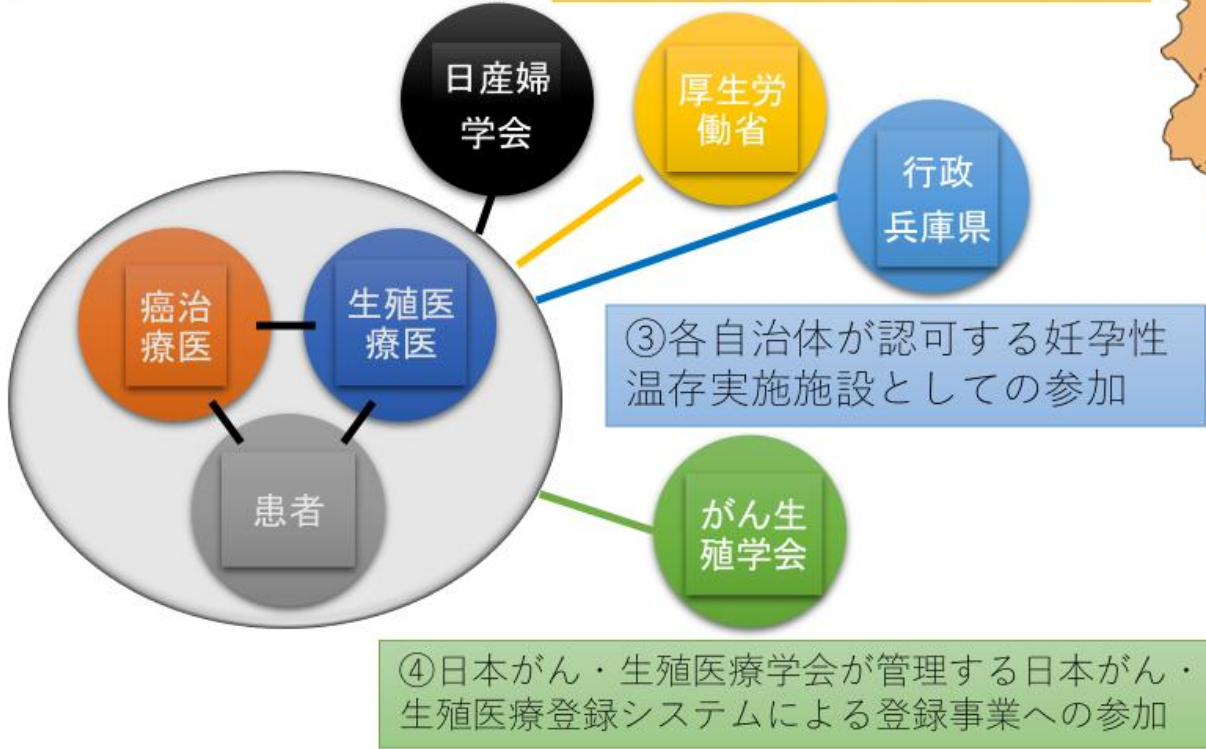 日産婦
学会
厚生労
働省
行政
兵庫県
癌治
療医
生殖医
療医
患者
③各自治体が認可する妊孕性
温存実施施設としての参加
がん生
殖学会
④日本がん・生殖医療学会が管理する日本がん・
生殖医療登録システムによる登録事業への参加